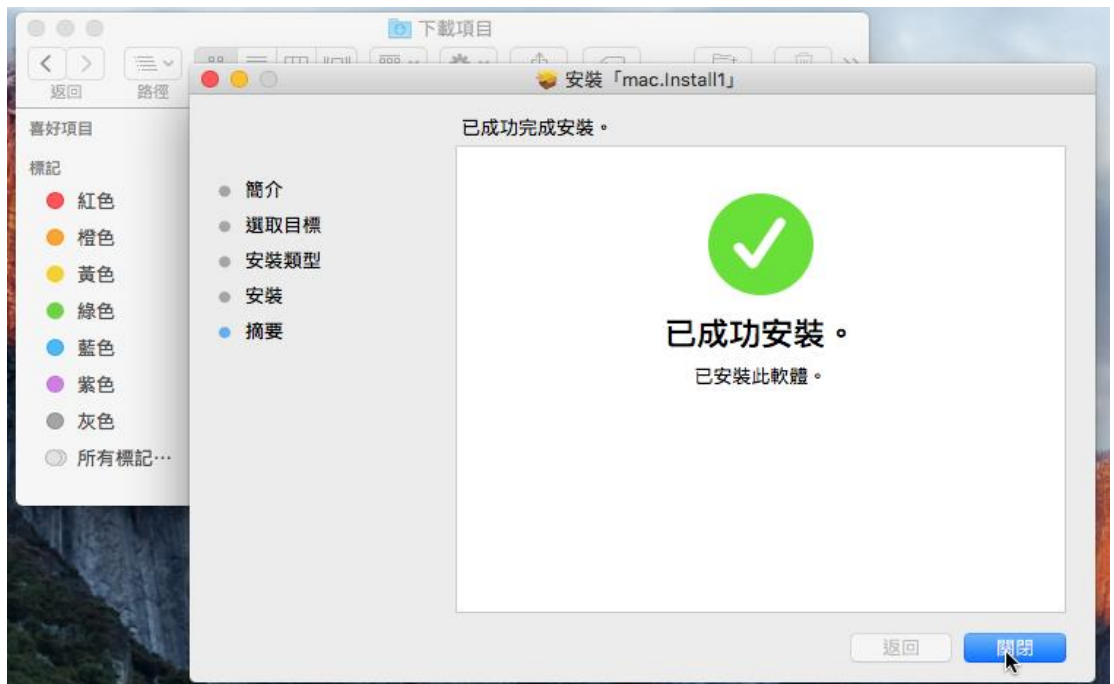 下載項目
返回
路徑
喜好項目
標記
紅色
橙色
黃色
綠色
藍色
紫色
灰色
所有標記…
安裝「mac.Install1」
已成功完成安裝。
簡介
選取目標
安裝類型
安裝
摘要
已成功安裝。
已安裝此軟體。
返回
關閉